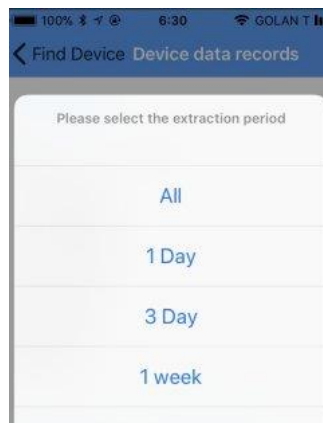 100% 6:30 GOLAN T
Find Device Device data records
Please select the extraction period
All
1 Day
3 Day
1 week